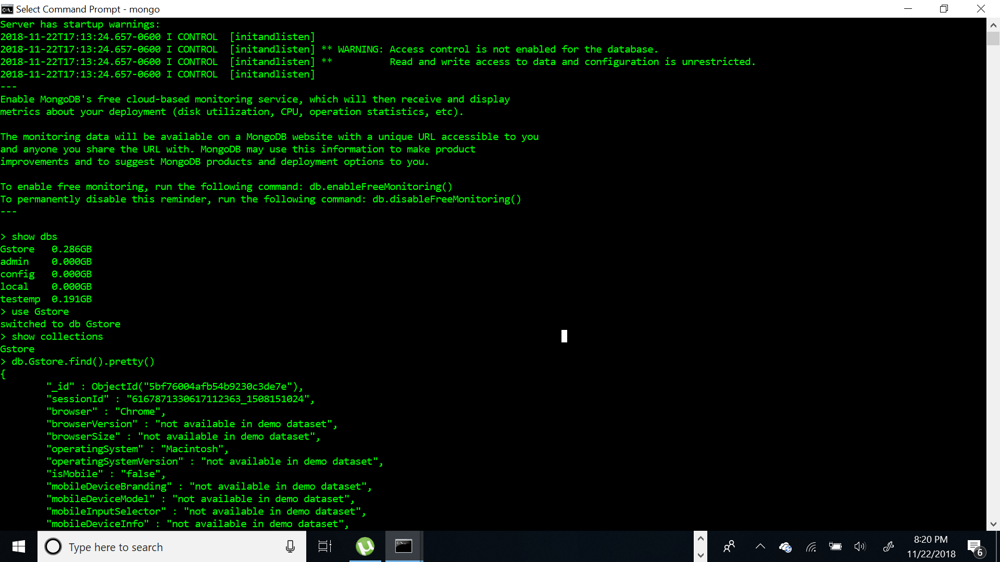 Select Command Prompt - mongo
Server has startup warnings:
2018-11-22T17:13:24.657-0600 I CONTROL  [initandlisten]
2018-11-22T17:13:24.657-0600 I CONTROL  [initandlisten] ** WARNING: Access control is not enabled for the database.
2018-11-22T17:13:24.657-0600 I CONTROL  [initandlisten] **          Read and write access to data and configuration is unrestricted.
2018-11-22T17:13:24.657-0600 I CONTROL  [initandlisten]
---
Enable MongoDB's free cloud-based monitoring service, which will then receive and display
metrics about your deployment (disk utilization, CPU, operation statistics, etc).

The monitoring data will be available on a MongoDB website with a unique URL accessible to you
and anyone you share the URL with. MongoDB may use this information to make product
improvements and to suggest MongoDB products and deployment options to you.

To enable free monitoring, run the following command: db.enableFreeMonitoring()
To permanently disable this reminder, run the following command: db.disableFreeMonitoring()
---

> show dbs
Gstore   0.286GB
admin    0.000GB
config   0.000GB
local    0.000GB
testemp  0.191GB
> use Gstore
switched to db Gstore
> show collections
Gstore
> db.Gstore.find().pretty()
{
        "_id" : ObjectId("5bf76004afb54b9230c3de7e"),
        "sessionId" : "6167871330617112363_1508151024",
        "browser" : "Chrome",
        "browserVersion" : "not available in demo dataset",
        "browserSize" : "not available in demo dataset",
        "operatingSystem" : "Macintosh",
        "operatingSystemVersion" : "not available in demo dataset",
        "isMobile" : "false",
        "mobileDeviceBranding" : "not available in demo dataset",
        "mobileDeviceModel" : "not available in demo dataset",
        "mobileInputSelector" : "not available in demo dataset",
        "mobileDeviceInfo" : "not available in demo dataset",
Type here to search
8:20 PM
11/22/2018
6